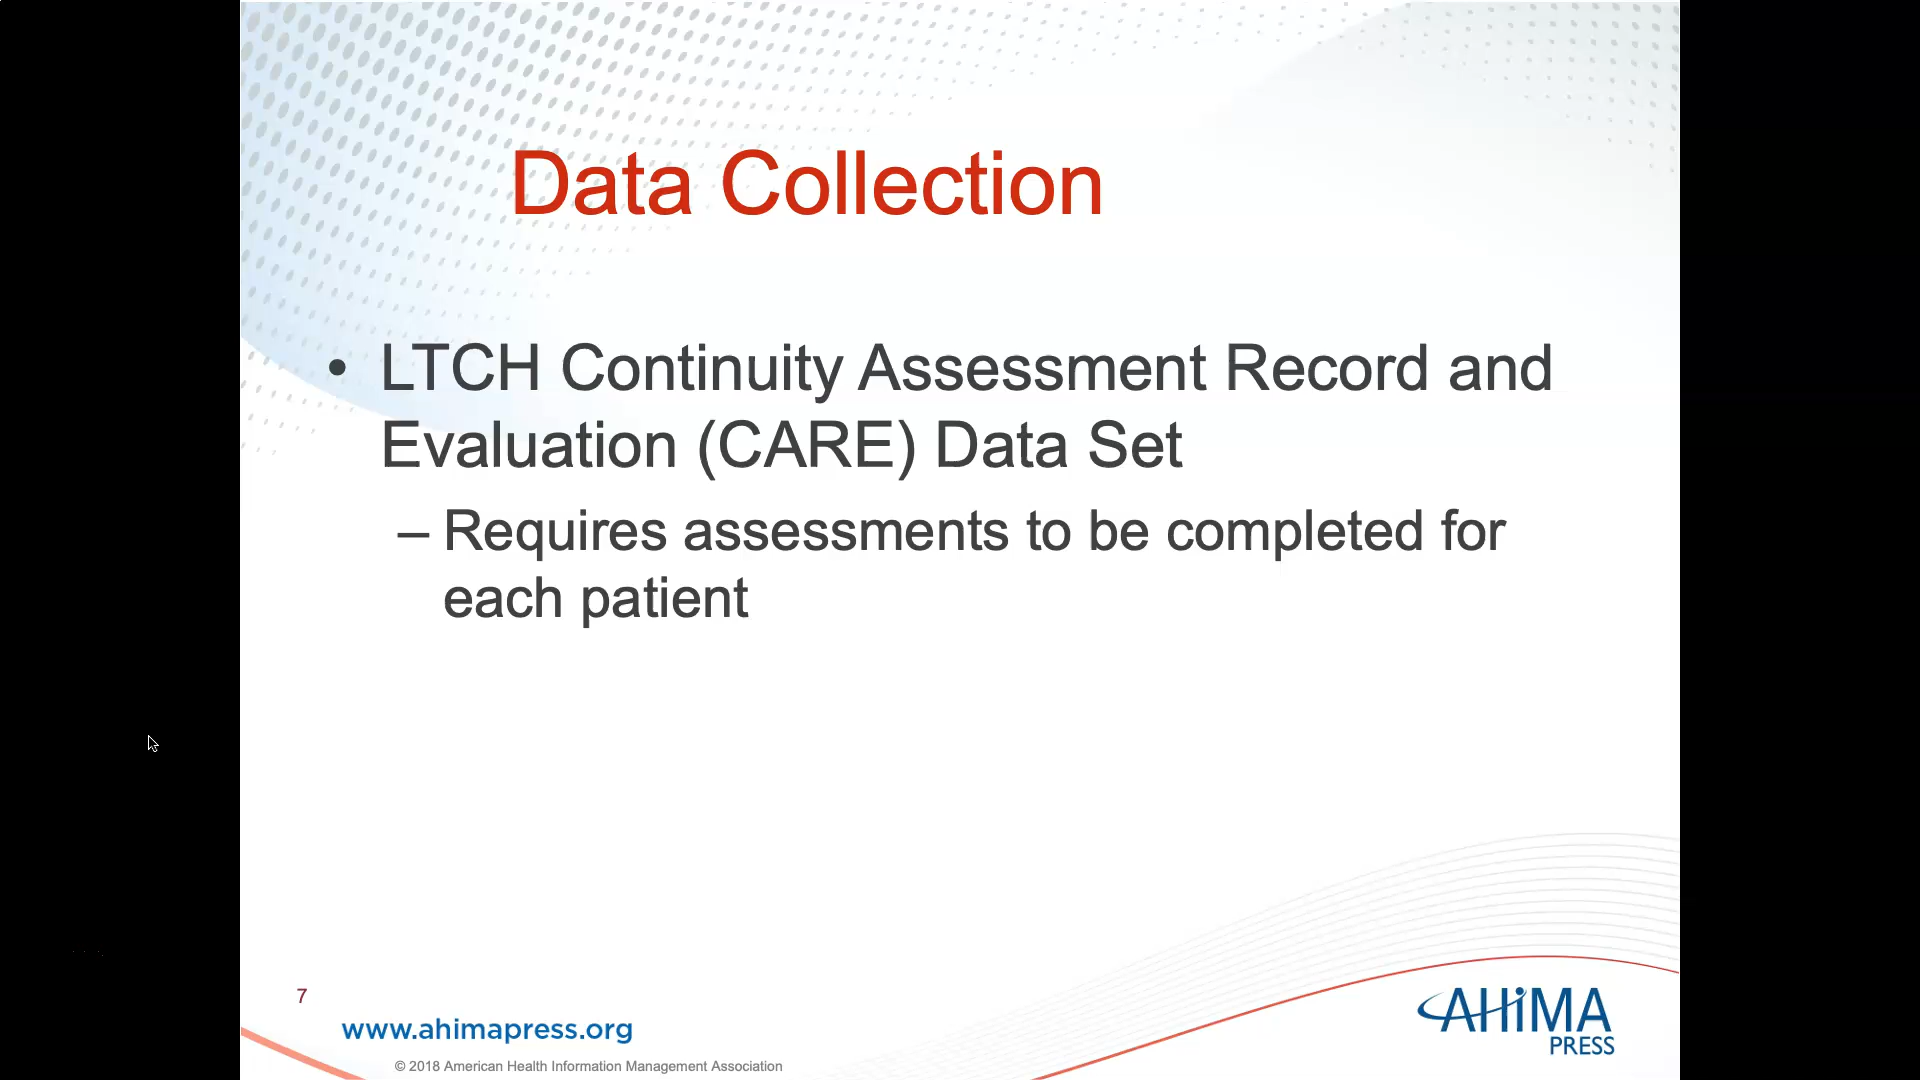 Data Collection
• LTCH Continuity Assessment Record and
Evaluation (CARE) Data Set
– Requires assessments to be completed for
each patient
7
www.ahimapress.org
© 2018 American Health Information Management Association
AHiMA
PRESS